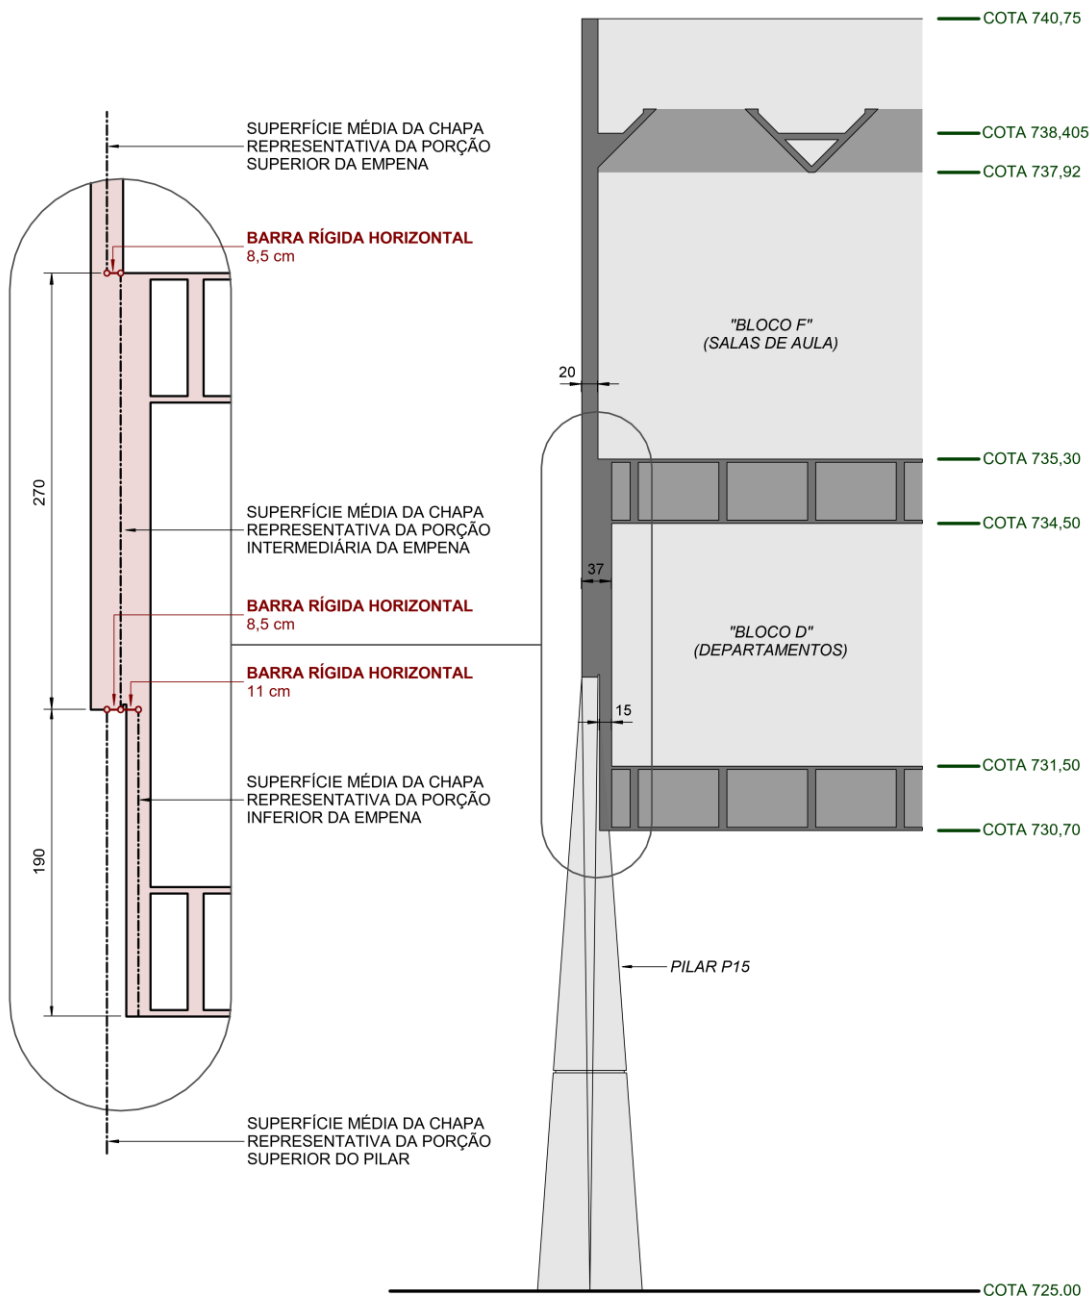 SUPERFÍCIE MÉDIA DA CHAPA
REPRESENTATIVA DA PORÇÃO
SUPERIOR DA EMPENA
BARRA RÍGIDA HORIZONTAL
8,5 cm
270
SUPERFÍCIE MÉDIA DA CHAPA
REPRESENTATIVA DA PORÇÃO
INTERMEDIÁRIA DA EMPENA
BARRA RÍGIDA HORIZONTAL
8,5 cm
BARRA RÍGIDA HORIZONTAL
11 cm
SUPERFÍCIE MÉDIA DA CHAPA
REPRESENTATIVA DA PORÇÃO
INFERIOR DA EMPENA
190
SUPERFÍCIE MÉDIA DA CHAPA
REPRESENTATIVA DA PORÇÃO
SUPERIOR DO PILAR
COTA 740,75
COTA 738,405
COTA 737,92
"BLOCO F"
(SALAS DE AULA)
20
COTA 735,30
COTA 734,50
37
"BLOCO D"
(DEPARTAMENTOS)
15
COTA 731,50
COTA 730,70
PILAR P15
COTA 725.00